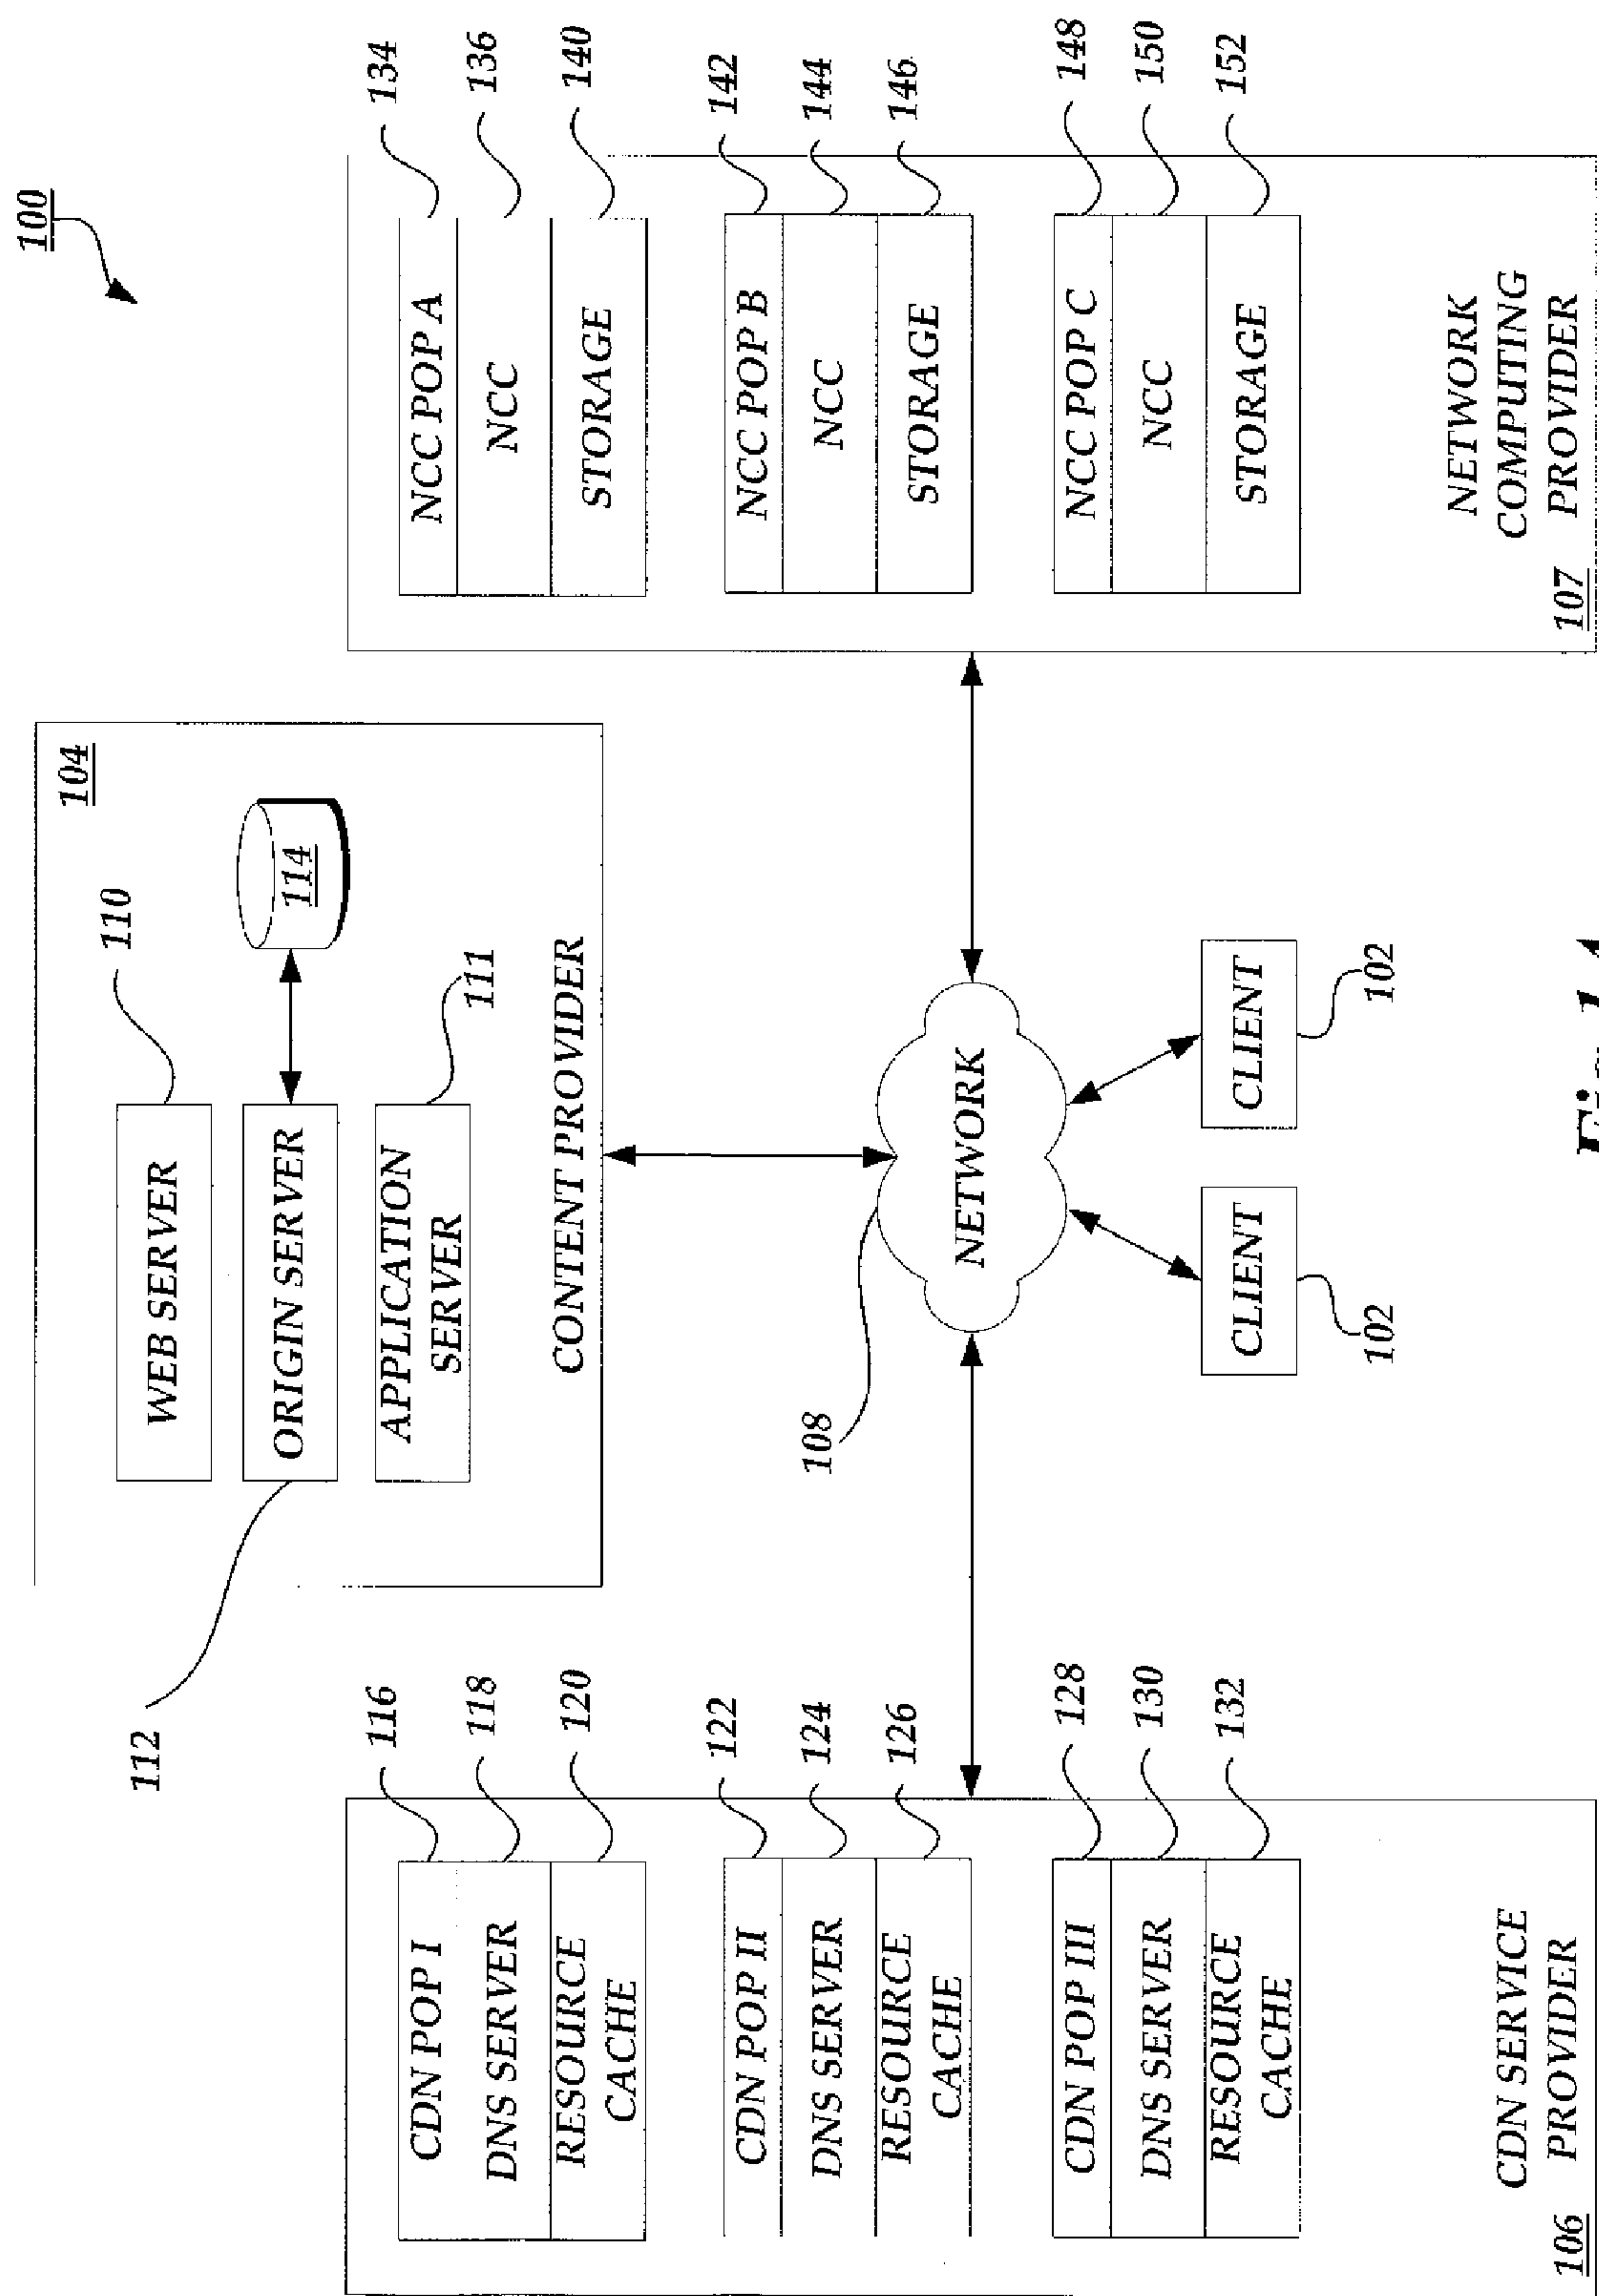 100
104
WEB SERVER
110
ORIGIN SERVER
112
114
APPLICATION
SERVER
111
CONTENT PROVIDER
CDN POP I
116
DNS SERVER
118
RESOURCE
CACHE
120
CDN POP II
122
DNS SERVER
124
RESOURCE
CACHE
126
CDN POP III
128
DNS SERVER
130
RESOURCE
CACHE
132
CDN SERVICE
PROVIDER
106
108
NETWORK
CLIENT
102
CLIENT
102
NCC POP A
134
NCC
136
STORAGE
140
NCC POP B
142
NCC
144
STORAGE
146
NCC POP C
148
NCC
150
STORAGE
152
NETWORK
COMPUTING
PROVIDER
107